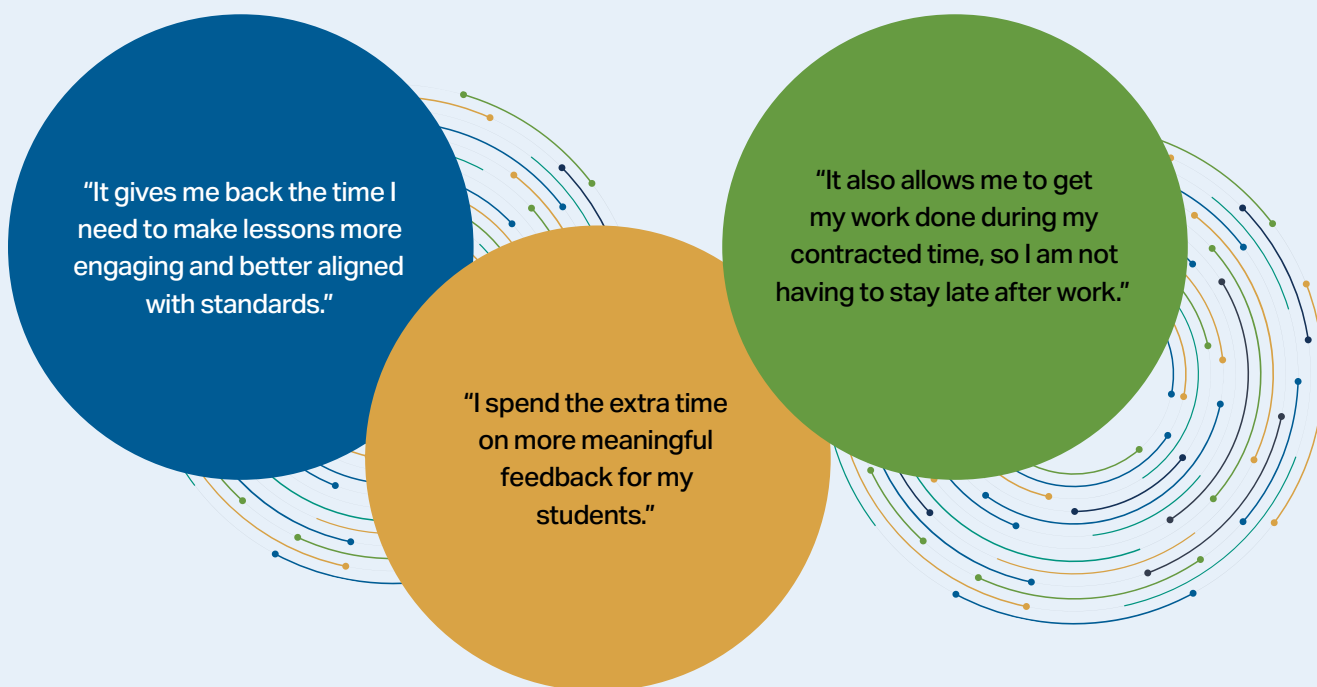 “It gives me back the time I
need to make lessons more
engaging and better aligned
with standards.”
“I spend the extra time
on more meaningful
feedback for my
students.”
“It also allows me to get
my work done during my
contracted time, so I am not
having to stay late after work.”